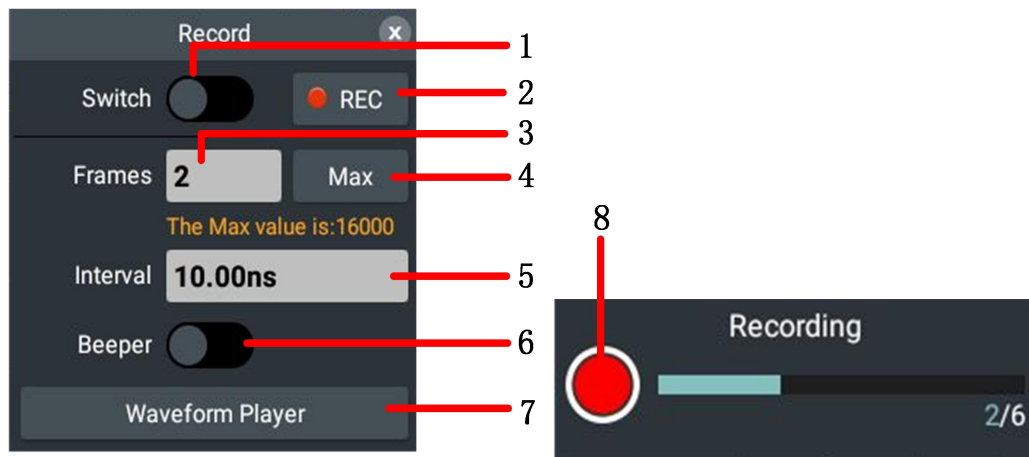 Record x
1
Switch REC
2
3
Frames 2 Max
4
The Max value is:16000
Interval 10.00ns
5
Beeper
6
Waveform Player
7
8
Recording
2/6